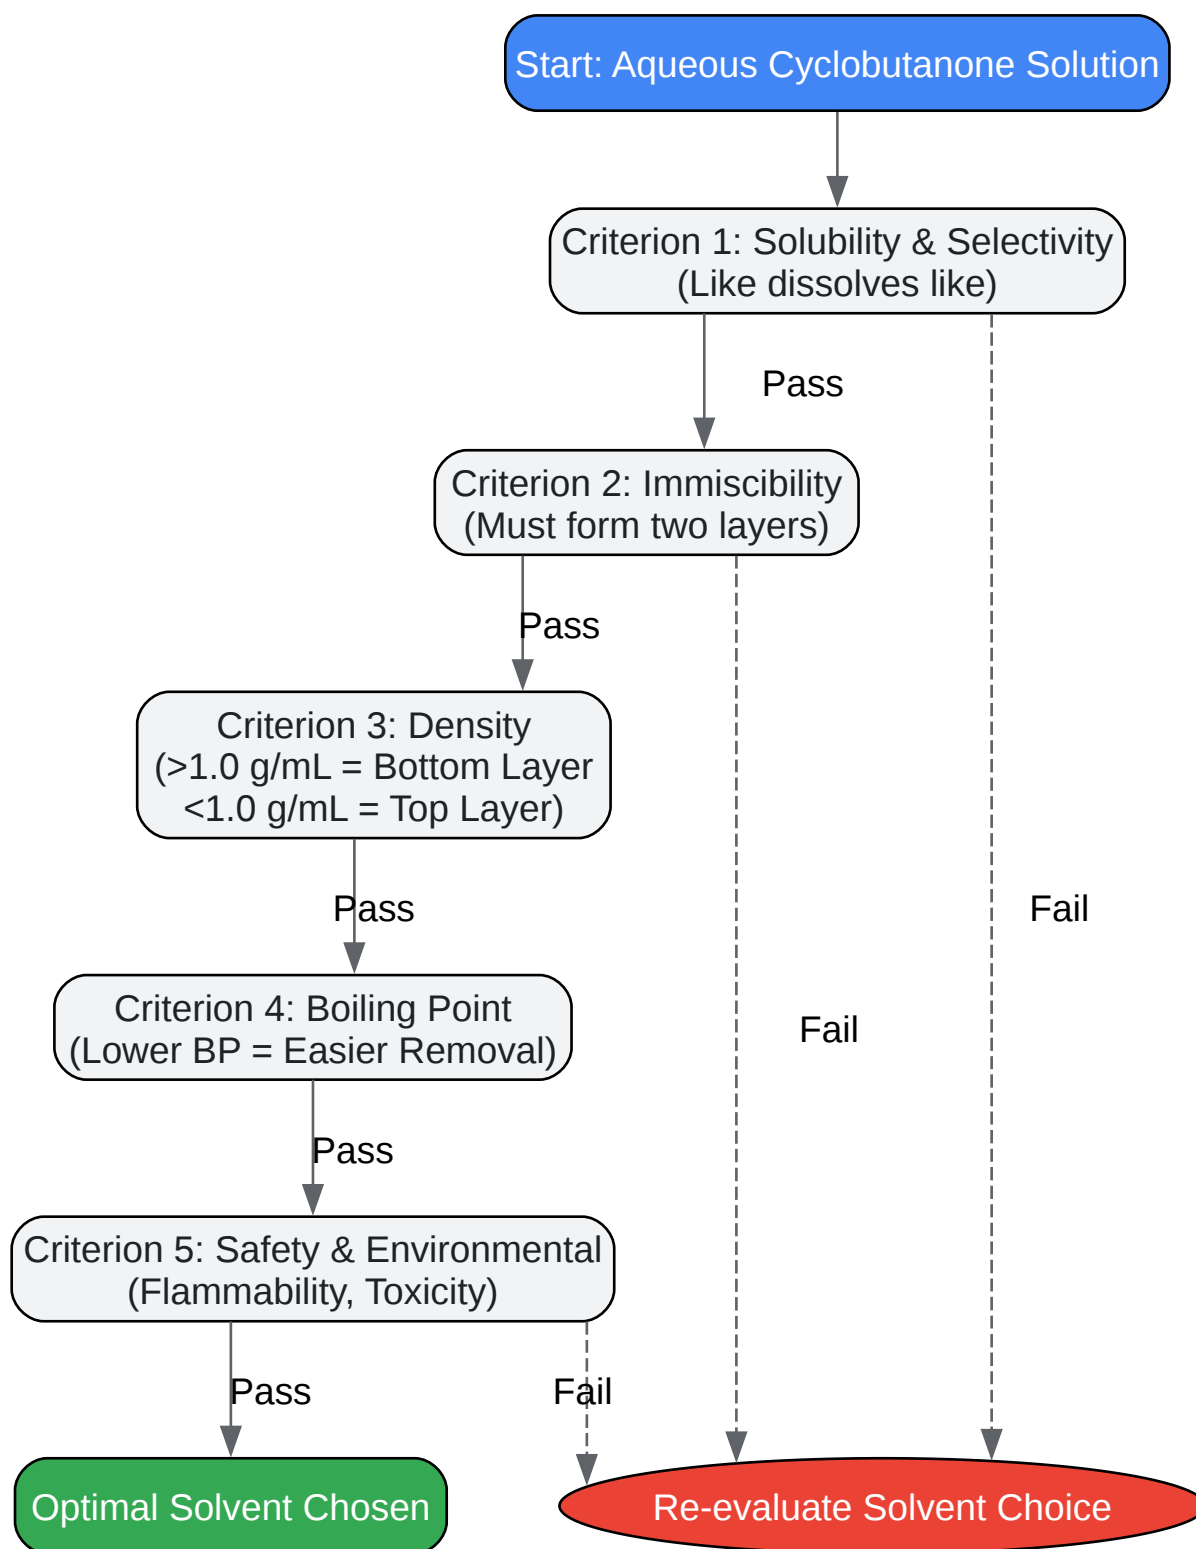 Start: Aqueous Cyclobutanone Solution
Criterion 1: Solubility & Selectivity
(Like dissolves like)
Pass
Criterion 2: Immiscibility
(Must form two layers)
Pass
Criterion 3: Density
(>1.0 g/mL = Bottom Layer
<1.0 g/mL = Top Layer)
Pass
Fail
Criterion 4: Boiling Point
(Lower BP = Easier Removal)
Fail
Pass
Criterion 5: Safety & Environmental
(Flammability, Toxicity)
Pass
Fail
Optimal Solvent Chosen
Re-evaluate Solvent Choice